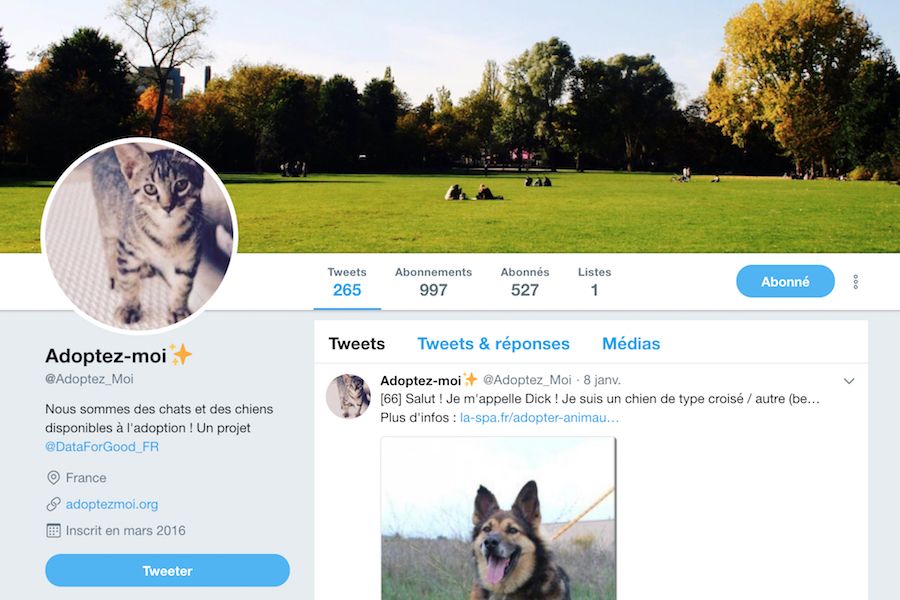 Tweets
265
Abonnements
997
Abonnés
527
Listes
1
Abonné
Adoptez-moi✨
@Adoptez_Moi
Nous sommes des chats et des chiens
disponibles à l'adoption ! Un projet
@DataForGood_FR
France
adoptezmoi.org
Inscrit en mars 2016
Tweeter
Tweets Tweets & réponses Médias
Adoptez-moi✨ @Adoptez_Moi · 8 janv.
[66] Salut ! Je m'appelle Dick ! Je suis un chien de type croisé / autre (be…
Plus d'infos : la-spa.fr/adopter-animau…